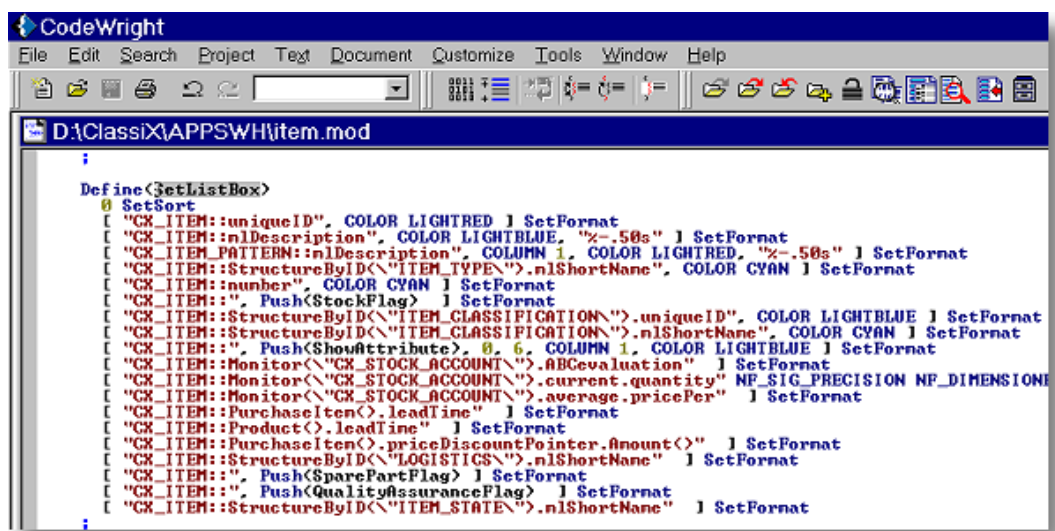 CodeWright
File Edit Search Project Text Document Customize Tools Window Help
D:\ClassiX\APPSWH\item.mod
;
Define(SetListBox)
0 SetSort
[ "CX_ITEM::uniqueID", COLOR LIGHTRED ] SetFormat
[ "CX_ITEM::mlDescription", COLOR LIGHTBLUE, "%-.50s" ] SetFormat
[ "CX_ITEM_PATTERN::mlDescription", COLUMN 1, COLOR LIGHTRED, "%-.50s" ] SetFormat
[ "CX_ITEM::StructureByID(\"ITEM_TYPE\").mlShortName", COLOR CYAN ] SetFormat
[ "CX_ITEM::number", COLOR CYAN ] SetFormat
[ "CX_ITEM::", Push(StockFlag)  ] SetFormat
[ "CX_ITEM::StructureByID(\"ITEM_CLASSIFICATION\").uniqueID", COLOR LIGHTBLUE ] SetFormat
[ "CX_ITEM::StructureByID(\"ITEM_CLASSIFICATION\").mlShortName", COLOR CYAN ] SetFormat
[ "CX_ITEM::", Push(ShowAttribute), 0, 6, COLUMN 1, COLOR LIGHTBLUE ] SetFormat
[ "CX_ITEM::Monitor(\"CX_STOCK_ACCOUNT\").ABCevaluation"  ] SetFormat
[ "CX_ITEM::Monitor(\"CX_STOCK_ACCOUNT\").current.quantity" NF_SIG_PRECISION NF_DIMENSIONE
[ "CX_ITEM::Monitor(\"CX_STOCK_ACCOUNT\").average.pricePer"  ] SetFormat
[ "CX_ITEM::PurchaseItem().leadTime"  ] SetFormat
[ "CX_ITEM::Product().leadTime"  ] SetFormat
[ "CX_ITEM::PurchaseItem().priceDiscountPointer.Amount()"  ] SetFormat
[ "CX_ITEM::StructureByID(\"LOGISTICS\").mlShortName"  ] SetFormat
[ "CX_ITEM::", Push(SparePartFlag) ] SetFormat
[ "CX_ITEM::", Push(QualityAssuranceFlag)  ] SetFormat
[ "CX_ITEM::StructureByID(\"ITEM_STATE\").mlShortName"  ] SetFormat
;